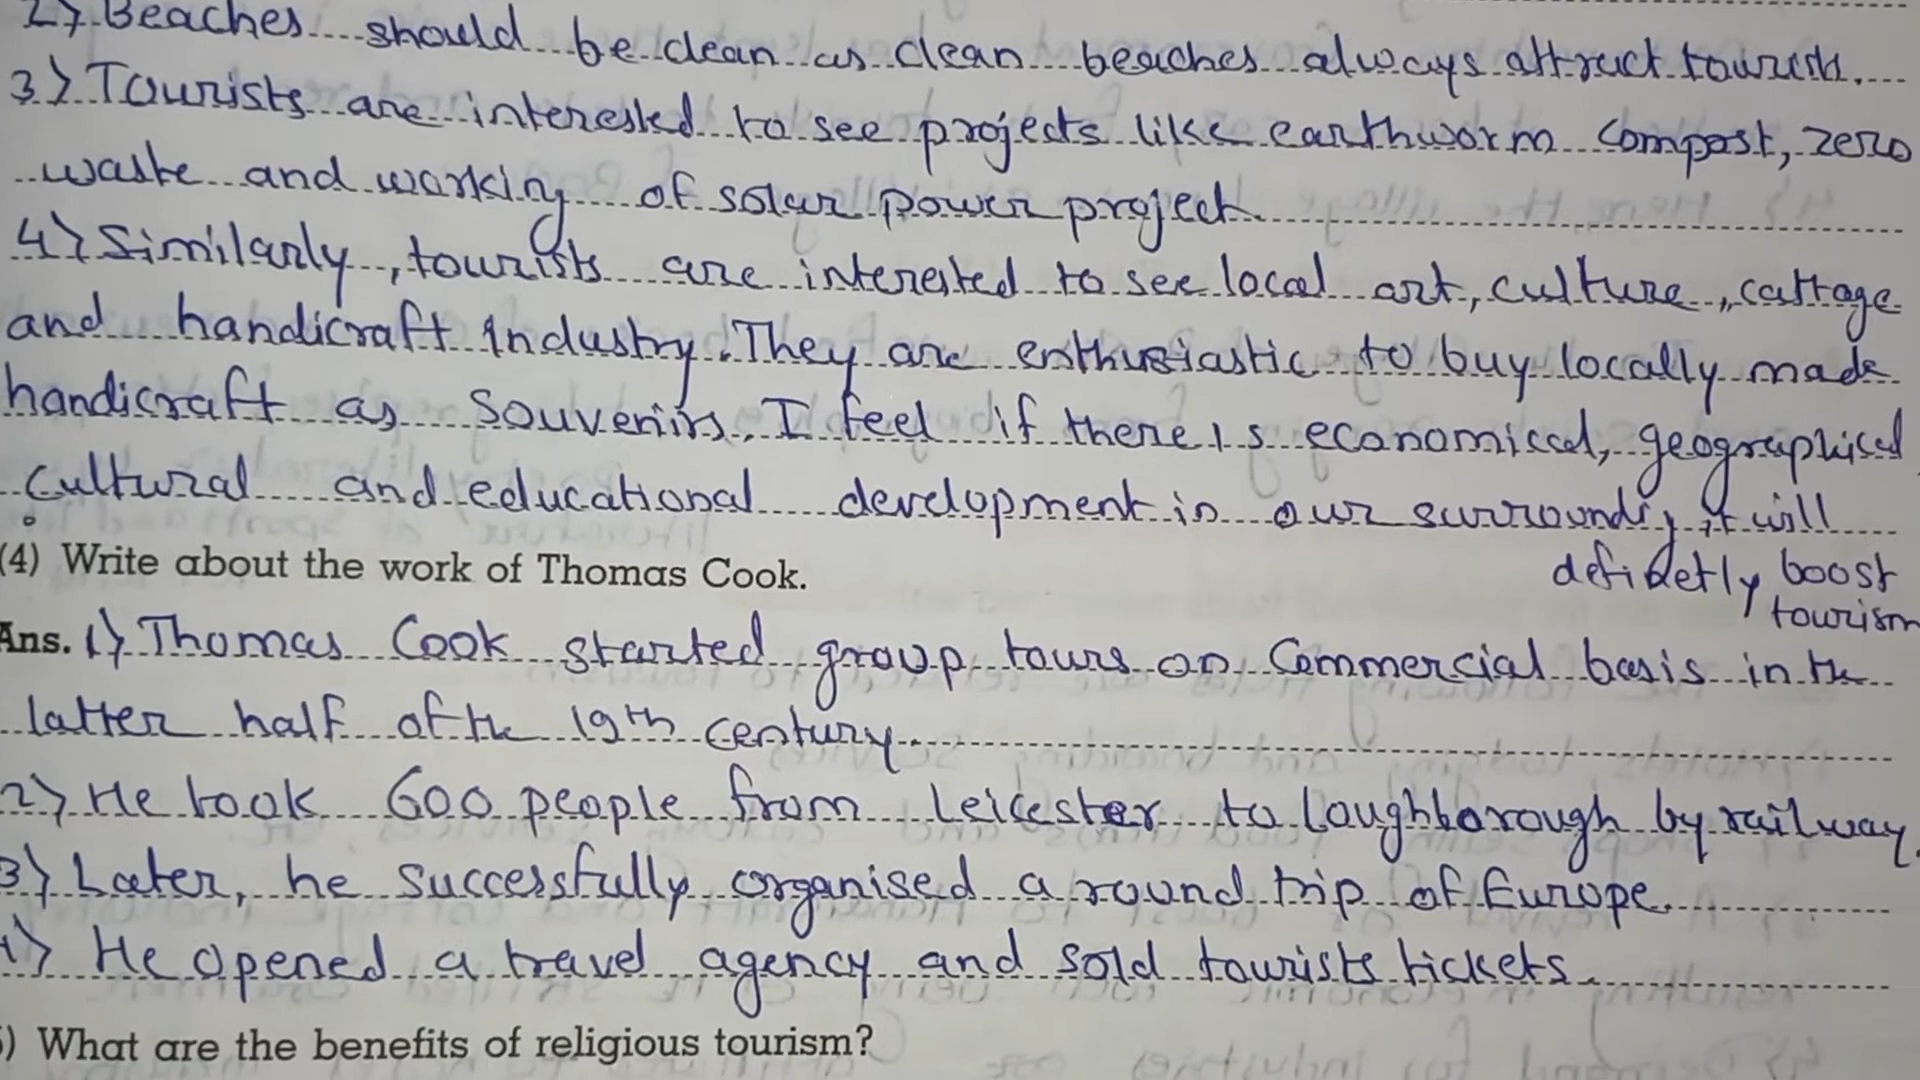 2) Beaches should be clean as clean beaches always attract tourists.
3) Tourists are interested to see projects like earthworm compost, zero
waste and working of solar power project.
4) Similarly, tourists are interested to see local art, culture, cattage
and handicraft industry. They are enthusiastic to buy locally made
handicraft as souvenirs. I feel if there is economical, geographical
cultural and educational development in our surrounding it will
definetly boost
tourism
(4) Write about the work of Thomas Cook.
Ans. 1) Thomas Cook started group tours on Commercial basis in the
latter half of the 19th century.
2) He took 600 people from Leicester to Loughborough by railway.
3) Later, he successfully organised a round trip of Europe.
4) He opened a travel agency and sold tourists tickets.
) What are the benefits of religious tourism?